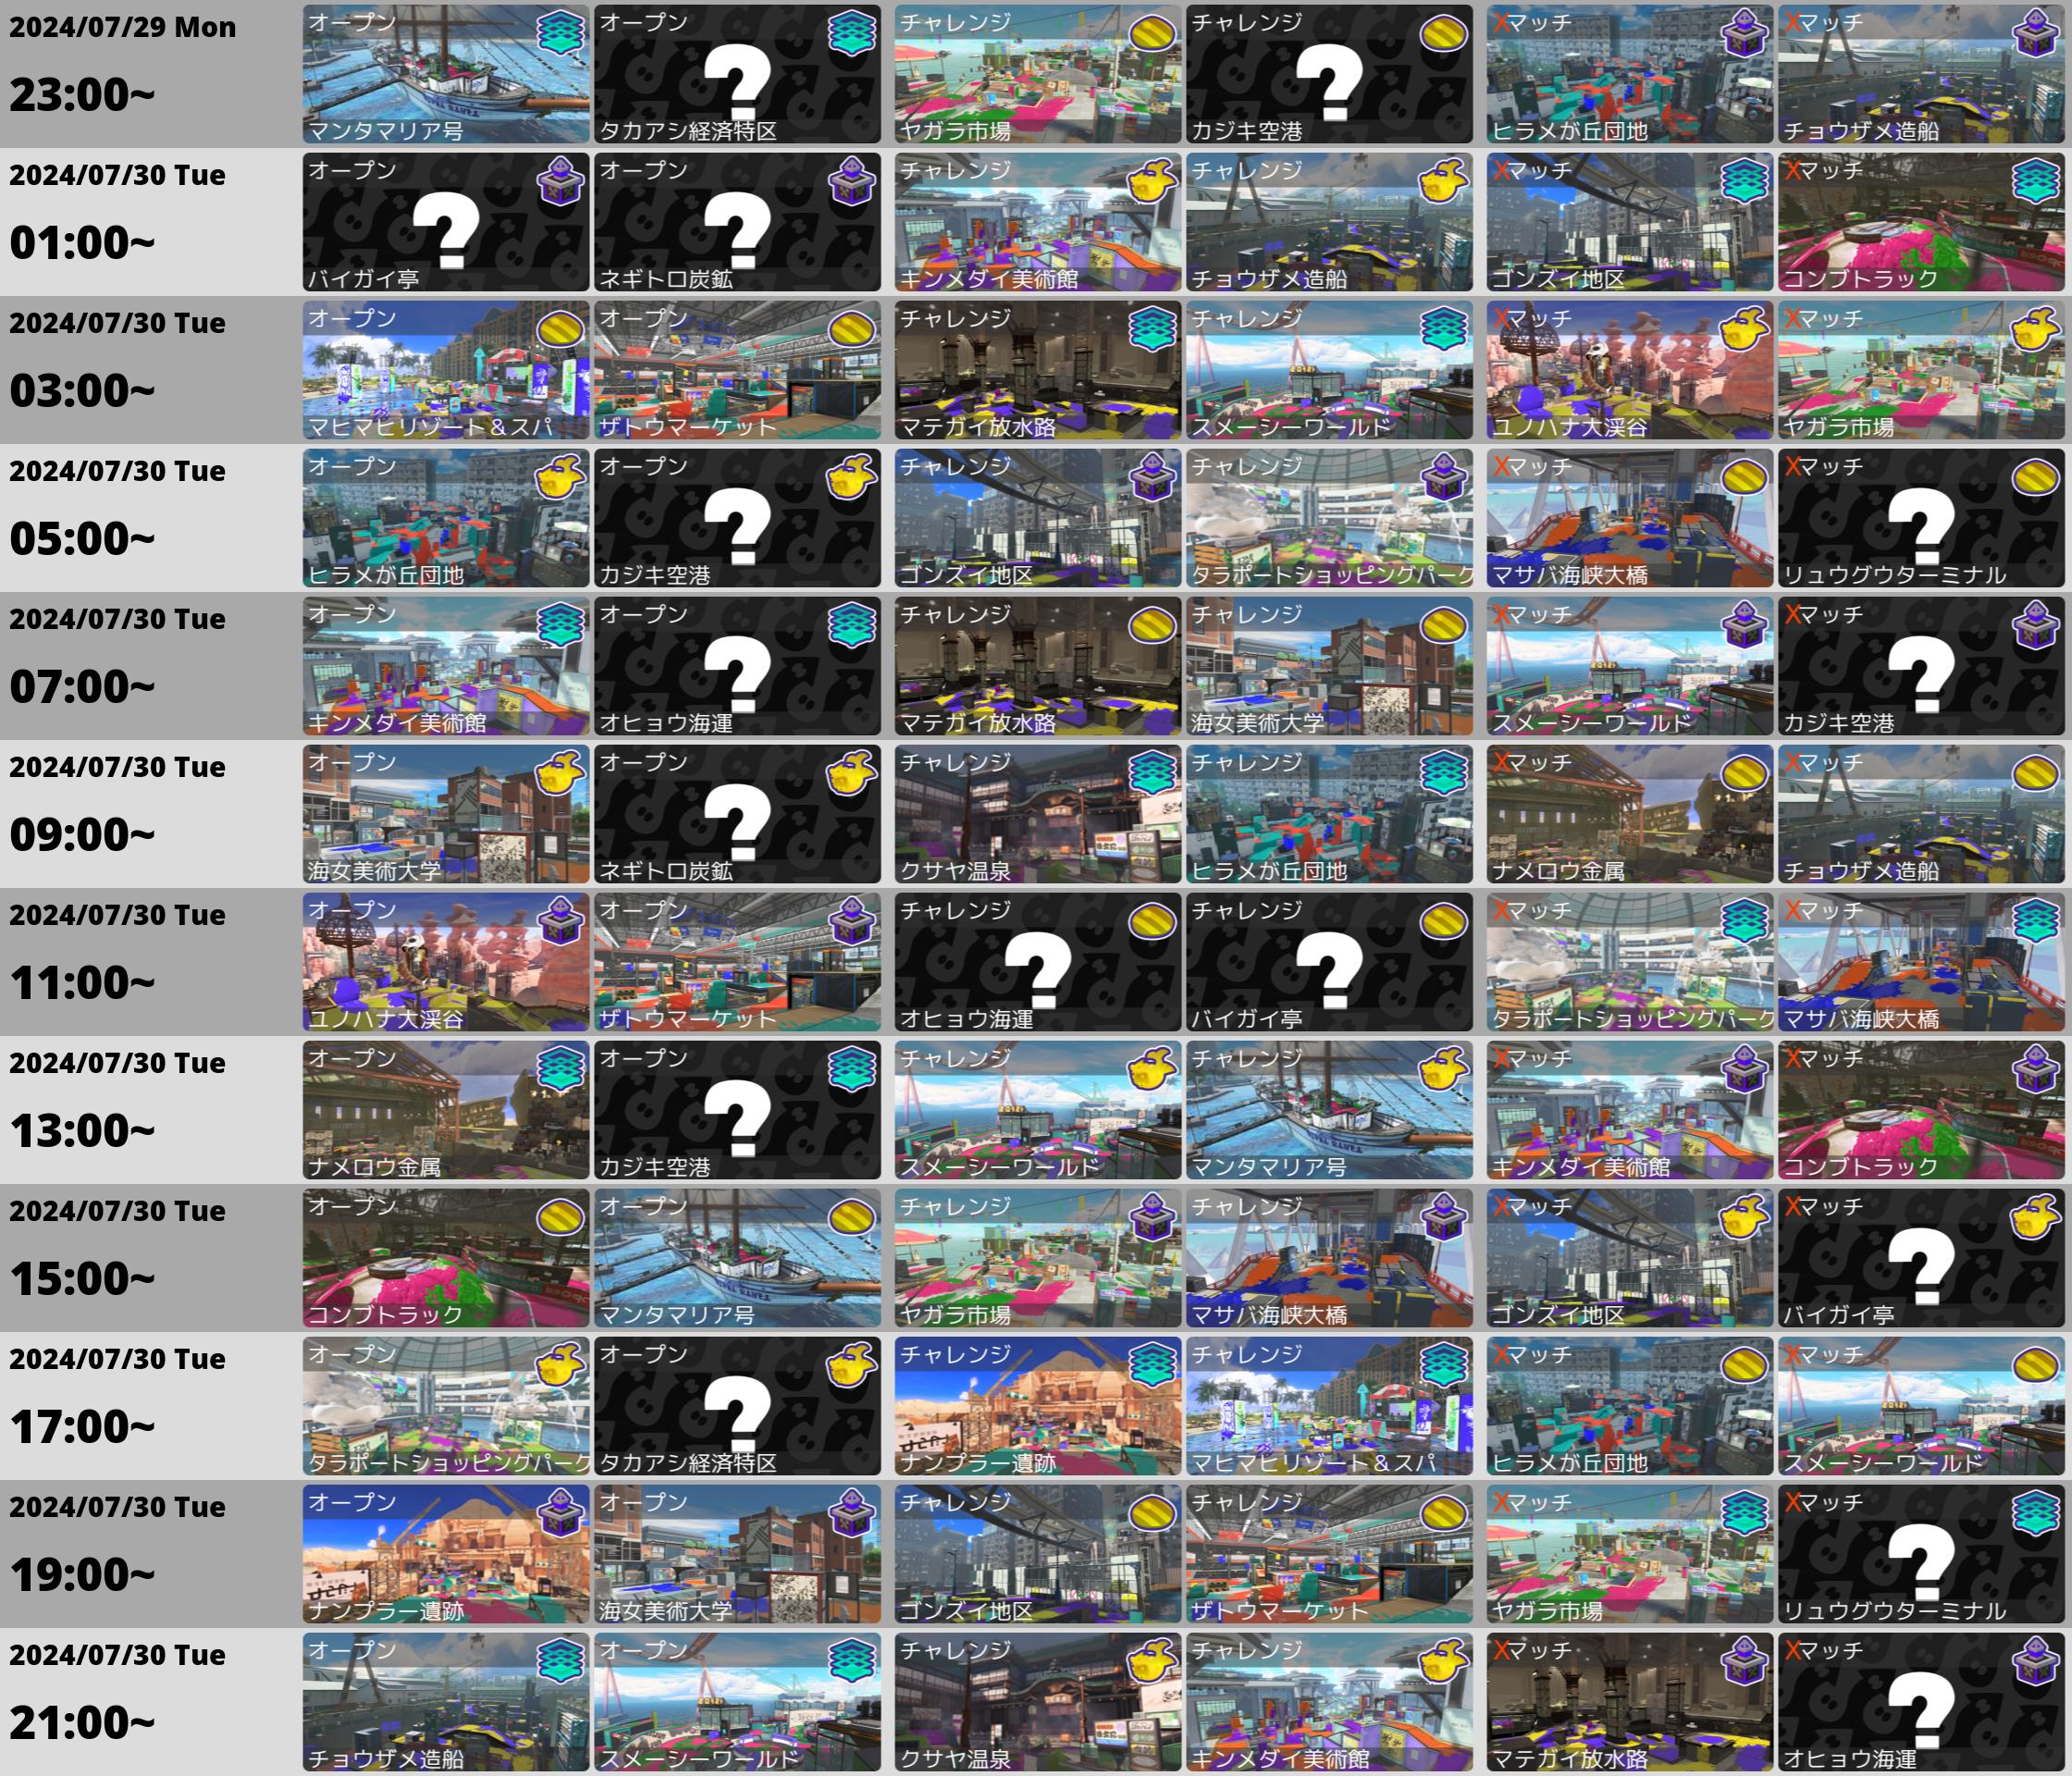 2024/07/29 Mon
23:00~
オープン
マンタマリア号
オープン
タカアシ経済特区
チャレンジ
ヤガラ市場
チャレンジ
カジキ空港
Xマッチ
ヒラメが丘団地
Xマッチ
チョウザメ造船
2024/07/30 Tue
01:00~
オープン
バイガイ亭
オープン
ネギトロ炭鉱
チャレンジ
キンメダイ美術館
チャレンジ
チョウザメ造船
Xマッチ
ゴンズイ地区
Xマッチ
コンブトラック
2024/07/30 Tue
03:00~
オープン
マヒマヒリゾート＆スパ
オープン
ザトウマーケット
チャレンジ
マテガイ放水路
チャレンジ
スメーシーワールド
Xマッチ
ユノハナ大渓谷
Xマッチ
ヤガラ市場
2024/07/30 Tue
05:00~
オープン
ヒラメが丘団地
オープン
カジキ空港
チャレンジ
ゴンズイ地区
チャレンジ
タラポートショッピングパーク
Xマッチ
マサバ海峡大橋
Xマッチ
リュウグウターミナル
2024/07/30 Tue
07:00~
オープン
キンメダイ美術館
オープン
オヒョウ海運
チャレンジ
マテガイ放水路
チャレンジ
海女美術大学
Xマッチ
スメーシーワールド
Xマッチ
カジキ空港
2024/07/30 Tue
09:00~
オープン
海女美術大学
オープン
ネギトロ炭鉱
チャレンジ
クサヤ温泉
チャレンジ
ヒラメが丘団地
Xマッチ
ナメロウ金属
Xマッチ
チョウザメ造船
2024/07/30 Tue
11:00~
オープン
ユノハナ大渓谷
オープン
ザトウマーケット
チャレンジ
オヒョウ海運
チャレンジ
バイガイ亭
Xマッチ
タラポートショッピングパーク
Xマッチ
マサバ海峡大橋
2024/07/30 Tue
13:00~
オープン
ナメロウ金属
オープン
カジキ空港
チャレンジ
スメーシーワールド
チャレンジ
マンタマリア号
Xマッチ
キンメダイ美術館
Xマッチ
コンブトラック
2024/07/30 Tue
15:00~
オープン
コンブトラック
オープン
マンタマリア号
チャレンジ
ヤガラ市場
チャレンジ
マサバ海峡大橋
Xマッチ
ゴンズイ地区
Xマッチ
バイガイ亭
2024/07/30 Tue
17:00~
オープン
タラポートショッピングパーク
オープン
タカアシ経済特区
チャレンジ
ナンプラー遺跡
チャレンジ
マヒマヒリゾート＆スパ
Xマッチ
ヒラメが丘団地
Xマッチ
スメーシーワールド
2024/07/30 Tue
19:00~
オープン
ナンプラー遺跡
オープン
海女美術大学
チャレンジ
ゴンズイ地区
チャレンジ
ザトウマーケット
Xマッチ
ヤガラ市場
Xマッチ
リュウグウターミナル
2024/07/30 Tue
21:00~
オープン
チョウザメ造船
オープン
スメーシーワールド
チャレンジ
クサヤ温泉
チャレンジ
キンメダイ美術館
Xマッチ
マテガイ放水路
Xマッチ
オヒョウ海運